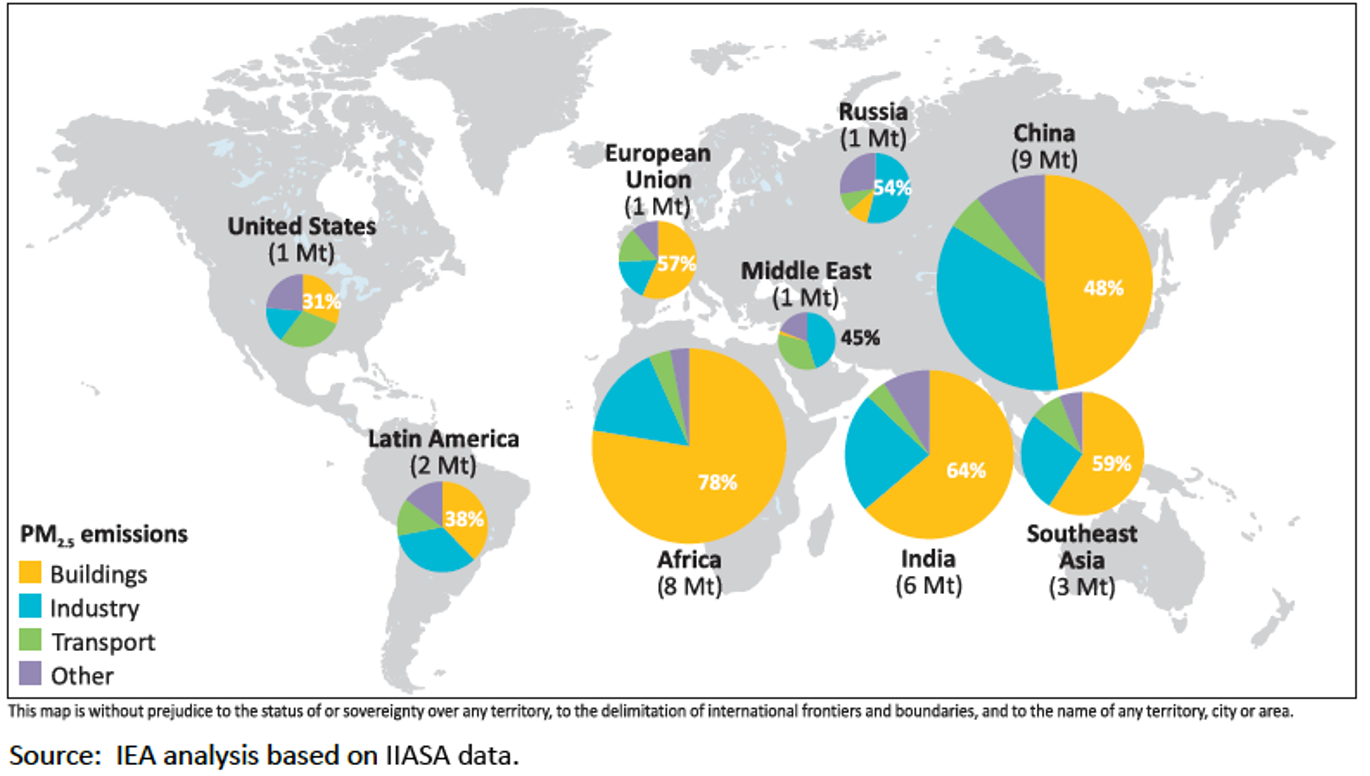 Russia
(1 Mt)
54%
China
(9 Mt)
48%
European
Union
(1 Mt)
57%
United States
(1 Mt)
31%
Middle East
(1 Mt)
45%
Latin America
(2 Mt)
38%
78%
Africa
(8 Mt)
64%
India
(6 Mt)
59%
Southeast
Asia
(3 Mt)
PM2.5 emissions
Buildings
Industry
Transport
Other
This map is without prejudice to the status of or sovereignty over any territory, to the delimitation of international frontiers and boundaries, and to the name of any territory, city or area.
Source: IEA analysis based on IIASA data.